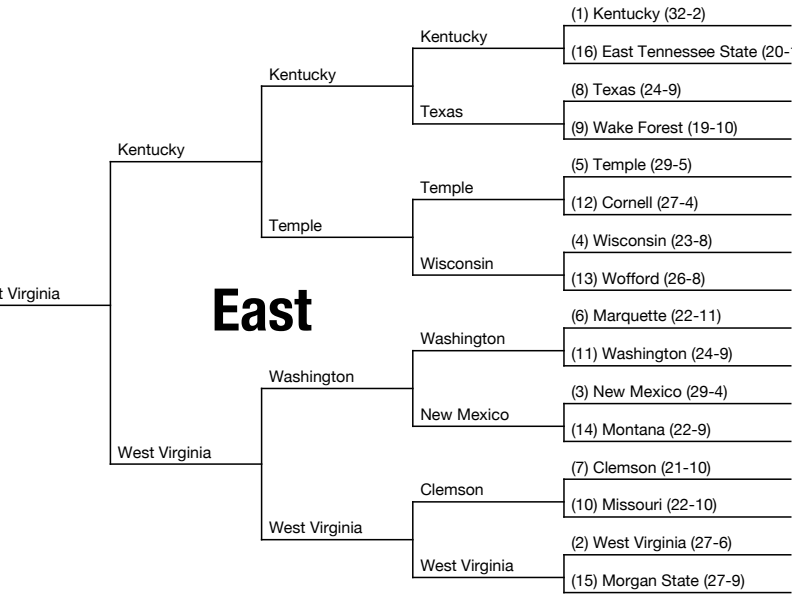 (1) Kentucky (32-2)
Kentucky
(16) East Tennessee State (20-
Kentucky
(8) Texas (24-9)
Texas
(9) Wake Forest (19-10)
Kentucky
(5) Temple (29-5)
Temple
(12) Cornell (27-4)
Temple
(4) Wisconsin (23-8)
Wisconsin
(13) Wofford (26-8)
t Virginia
East
(6) Marquette (22-11)
Washington
(11) Washington (24-9)
Washington
(3) New Mexico (29-4)
New Mexico
(14) Montana (22-9)
West Virginia
(7) Clemson (21-10)
Clemson
(10) Missouri (22-10)
West Virginia
(2) West Virginia (27-6)
West Virginia
(15) Morgan State (27-9)